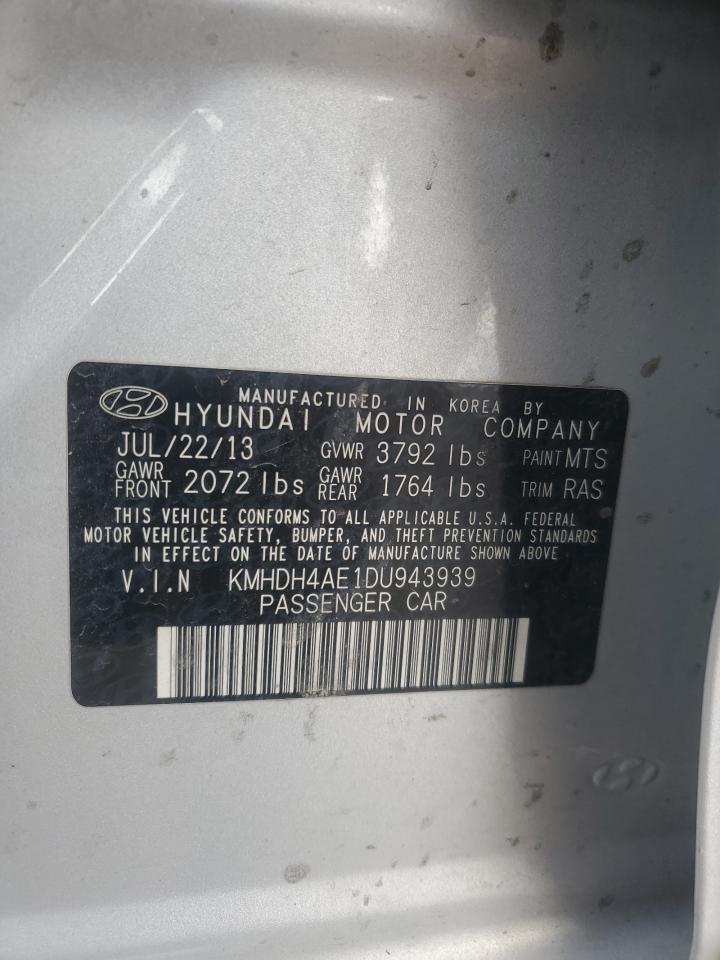 MANUFACTURED IN KOREA BY
HYUNDAI MOTOR COMPANY
JUL/22/13 GVWR 3792 lbs PAINT MTS
GAWR FRONT 2072 lbs GAWR REAR 1764 lbs TRIM RAS
THIS VEHICLE CONFORMS TO ALL APPLICABLE U.S.A. FEDERAL
MOTOR VEHICLE SAFETY, BUMPER, AND THEFT PREVENTION STANDARDS
IN EFFECT ON THE DATE OF MANUFACTURE SHOWN ABOVE
V.I.N KMHDH4AE1DU943939
PASSENGER CAR